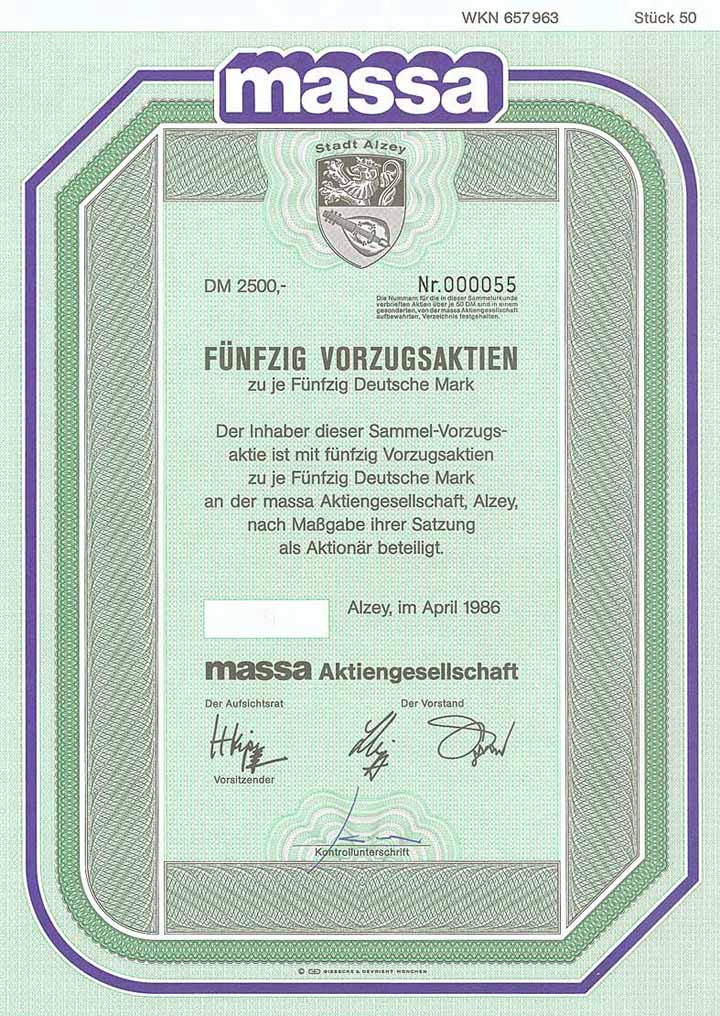 WKN 657963 Stück 50
massa
Stadt Alzey
DM 2500,- Nr.000055
Die Nummern für die in dieser Sammelurkunde
verbrieften Aktien über je 50 DM sind in einem
gesonderten, von der massa Aktiengesellschaft
aufbewahrten, Verzeichnis festgehalten.
FÜNFZIG VORZUGSAKTIEN
zu je Fünfzig Deutsche Mark
Der Inhaber dieser Sammel-Vorzugs-
aktie ist mit fünfzig Vorzugsaktien
zu je Fünfzig Deutsche Mark
an der massa Aktiengesellschaft, Alzey,
nach Maßgabe ihrer Satzung
als Aktionär beteiligt.
Alzey, im April 1986
massa Aktiengesellschaft
Der Aufsichtsrat Der Vorstand
Vorsitzender
Kontrollunterschrift
© GD GIESECKE & DEVRIENT MÜNCHEN